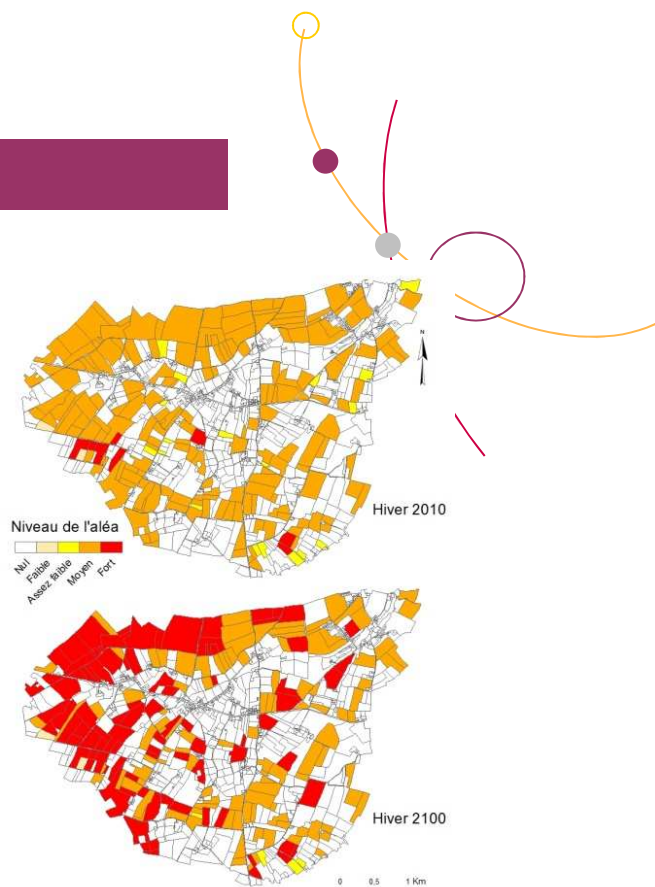 N
Hiver 2010
Niveau de l'aléa
Nul
Faible
Assez faible
Moyen
Fort
Hiver 2100
0 0,5 1 Km